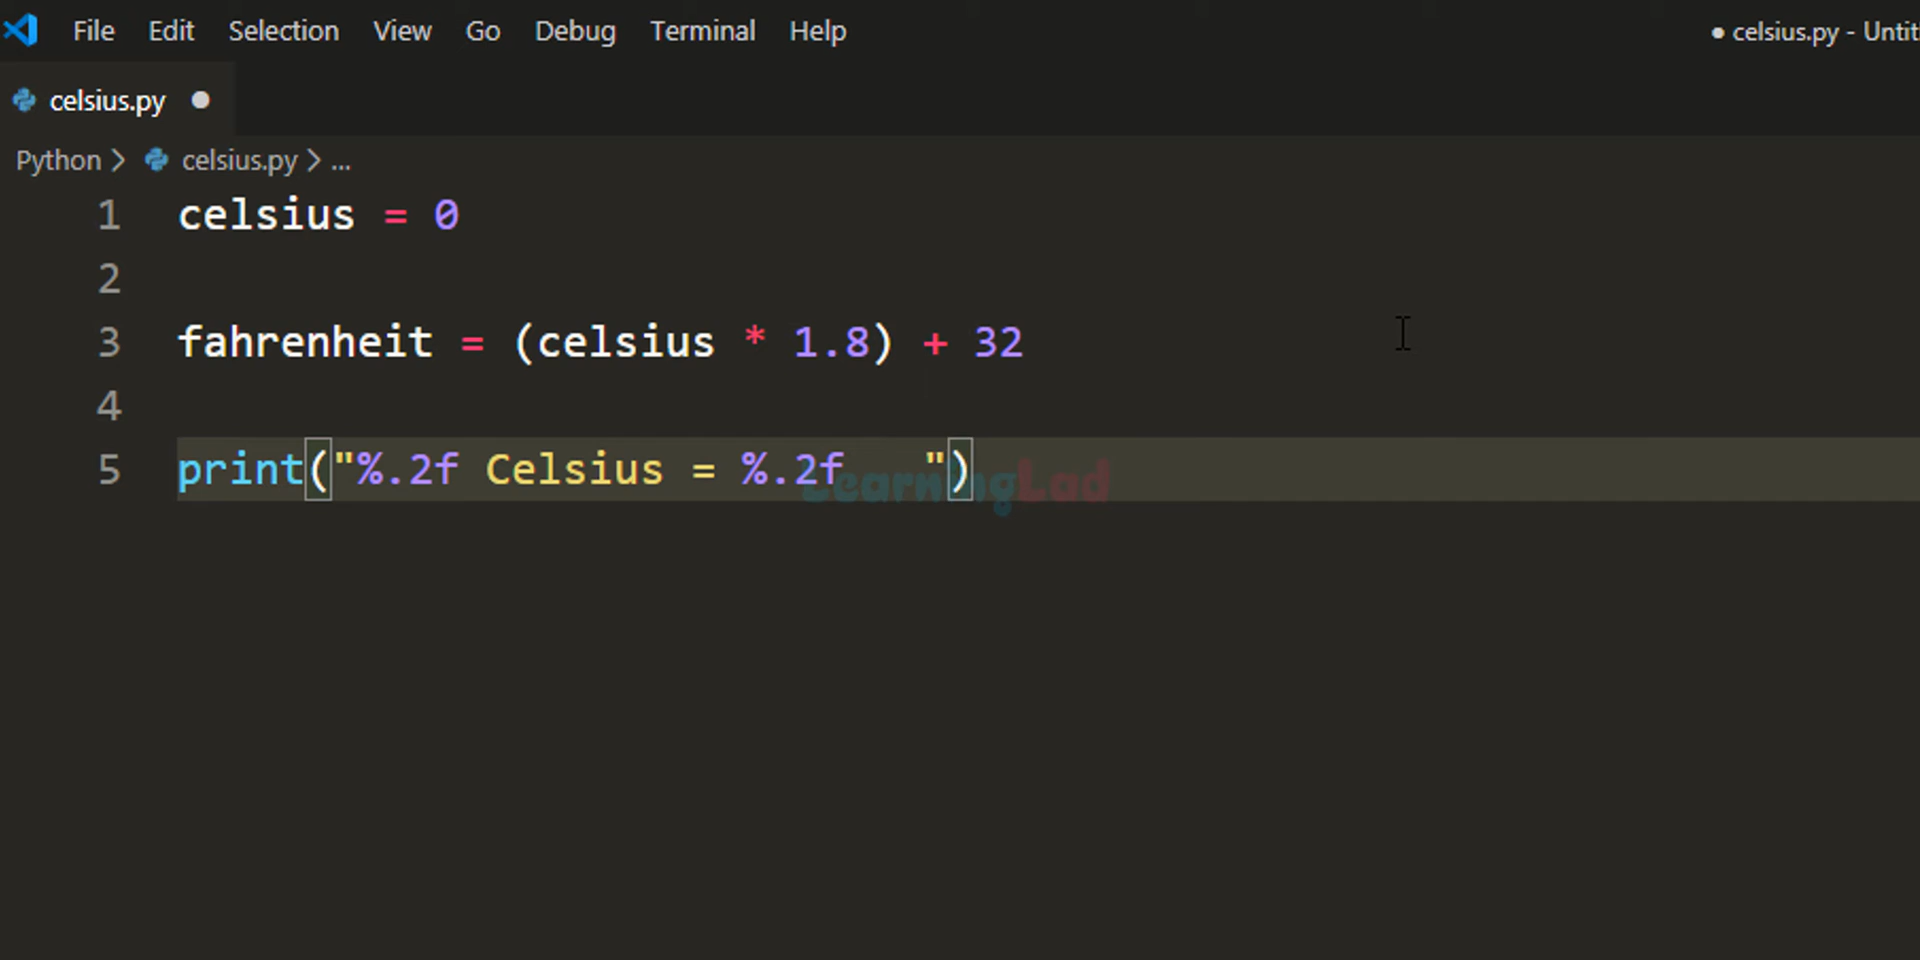 File Edit Selection View Go Debug Terminal Help
● celsius.py - Untit
celsius.py ●
Python > celsius.py > ...
1 celsius = 0
2
3 fahrenheit = (celsius * 1.8) + 32
4
5 print("%.2f Celsius = %.2f   ")
LearningLad